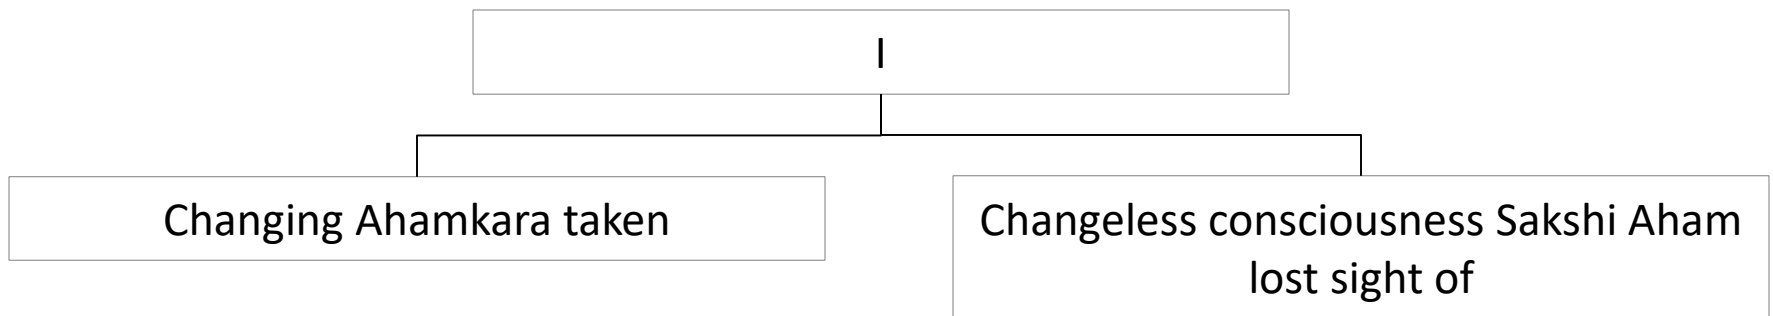 I
Changing Ahamkara taken
Changeless consciousness Sakshi Aham
lost sight of